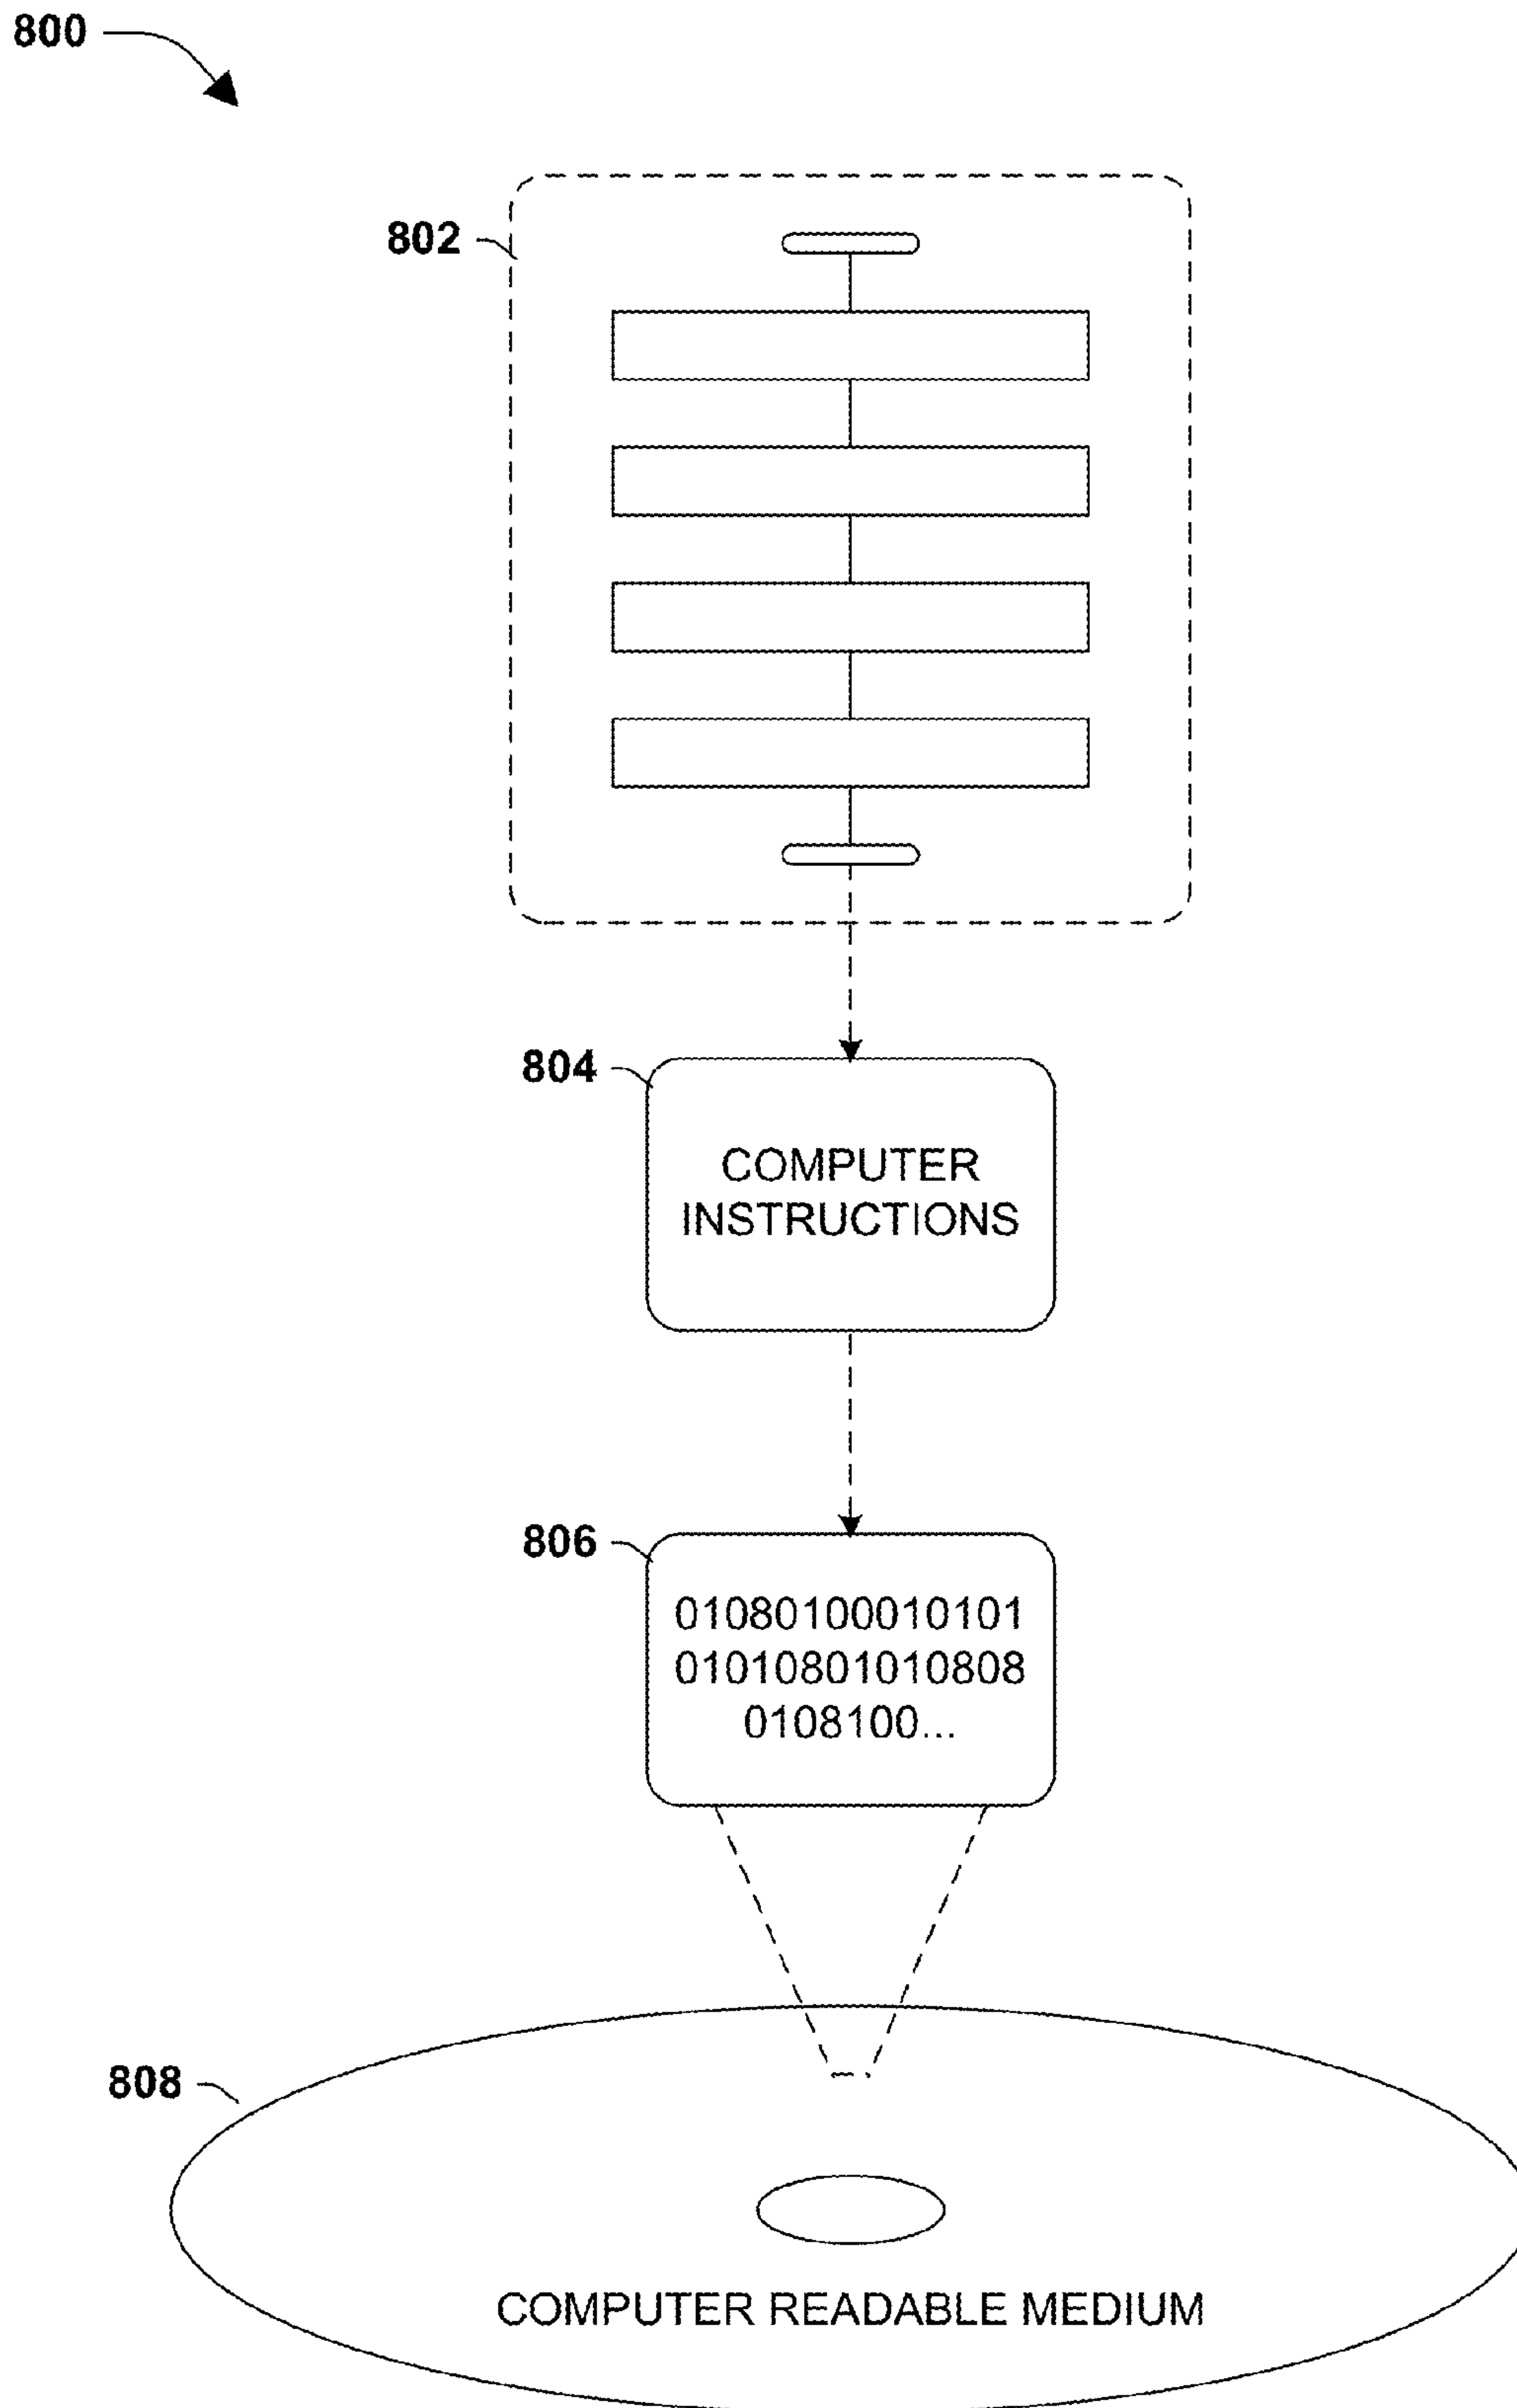 800
802
804
COMPUTER
INSTRUCTIONS
806
01080100010101
01010801010808
0108100...
808
COMPUTER READABLE MEDIUM